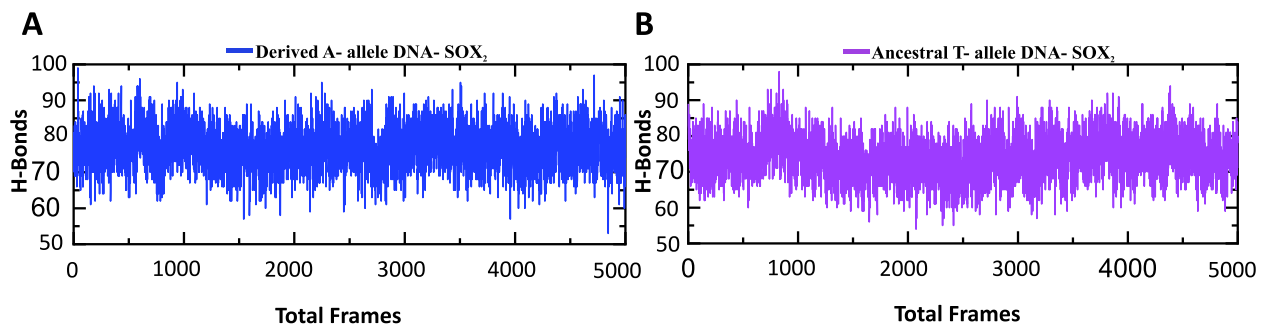 A
Derived A- allele DNA- SOX₂
H-Bonds
100
90
80
70
60
50
0 1000 2000 3000 4000 5000
Total Frames
B
Ancestral T- allele DNA- SOX₂
H-Bonds
100
90
80
70
60
50
0 1000 2000 3000 4000 5000
Total Frames